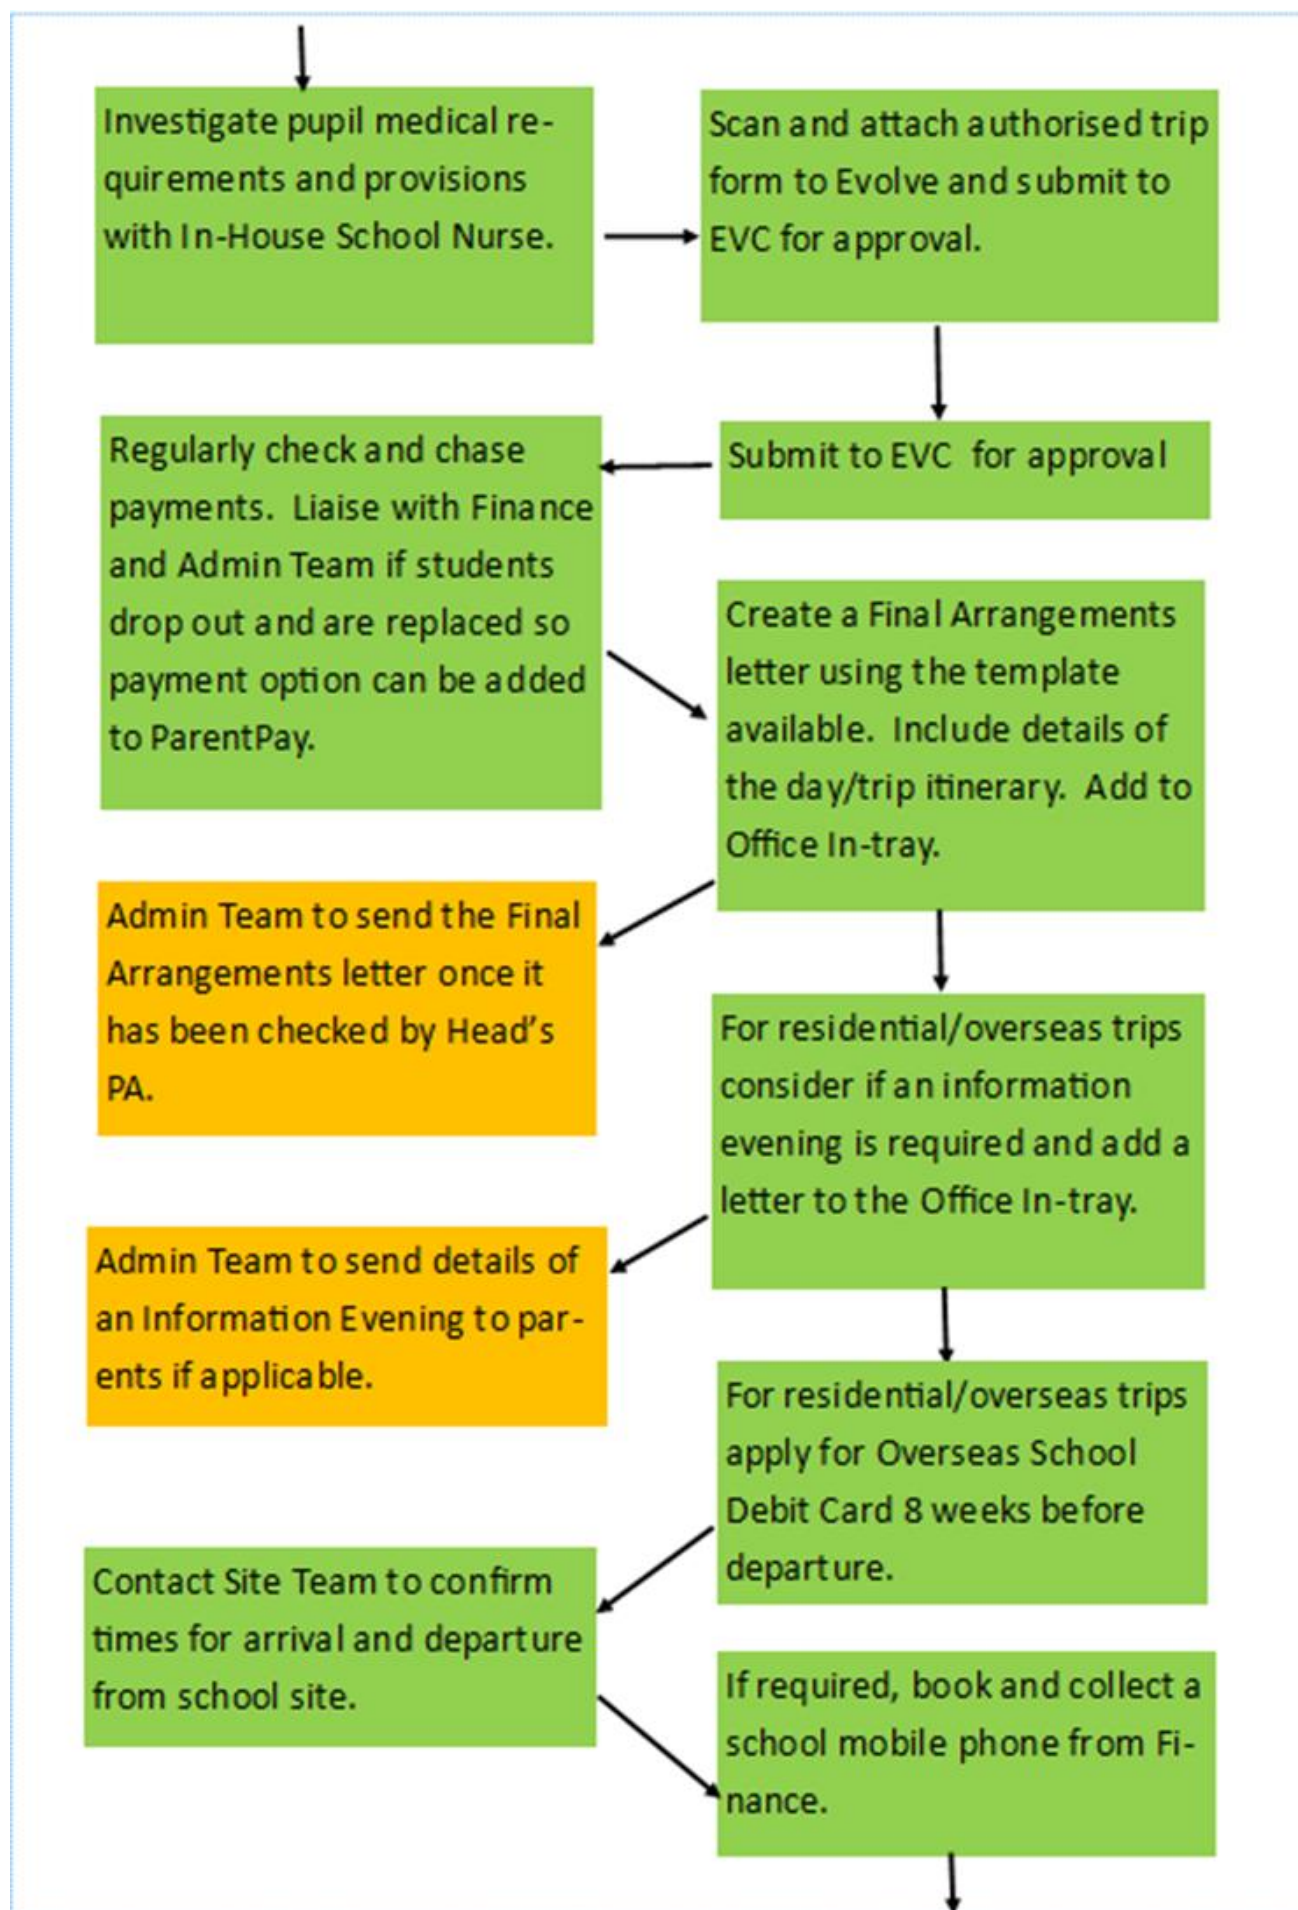 Investigate pupil medical re-
quirements and provisions
with In-House School Nurse.
Scan and attach authorised trip
form to Evolve and submit to
EVC for approval.
Submit to EVC  for approval
Regularly check and chase
payments.  Liaise with Finance
and Admin Team if students
drop out and are replaced so
payment option can be added
to ParentPay.
Create a Final Arrangements
letter using the template
available.  Include details of
the day/trip itinerary.  Add to
Office In-tray.
Admin Team to send the Final
Arrangements letter once it
has been checked by Head’s
PA.
For residential/overseas trips
consider if an information
evening is required and add a
letter to the Office In-tray.
Admin Team to send details of
an Information Evening to par-
ents if applicable.
For residential/overseas trips
apply for Overseas School
Debit Card 8 weeks before
departure.
Contact Site Team to confirm
times for arrival and departure
from school site.
If required, book and collect a
school mobile phone from Fi-
nance.